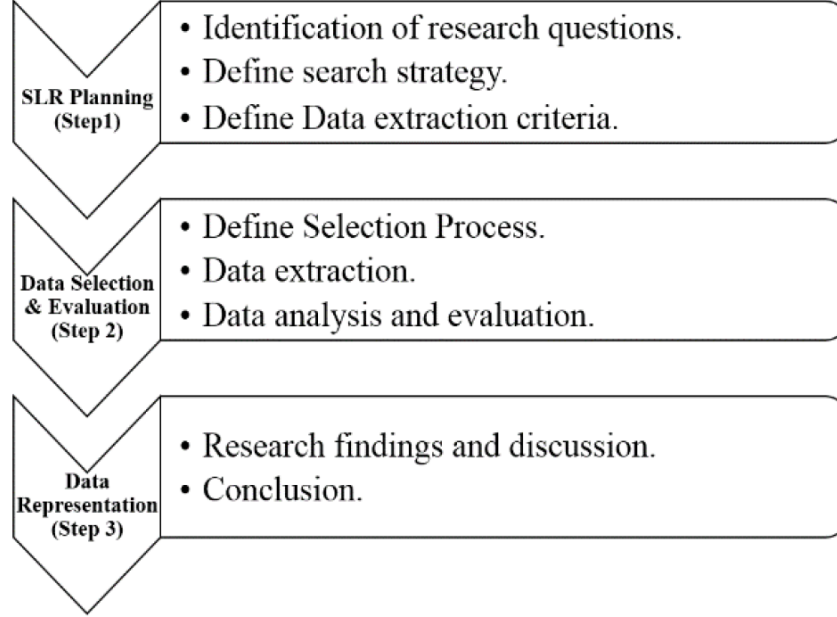 SLR Planning
(Step1)
• Identification of research questions.
• Define search strategy.
• Define Data extraction criteria.
Data Selection
& Evaluation
(Step 2)
• Define Selection Process.
• Data extraction.
• Data analysis and evaluation.
Data
Representation
(Step 3)
• Research findings and discussion.
• Conclusion.